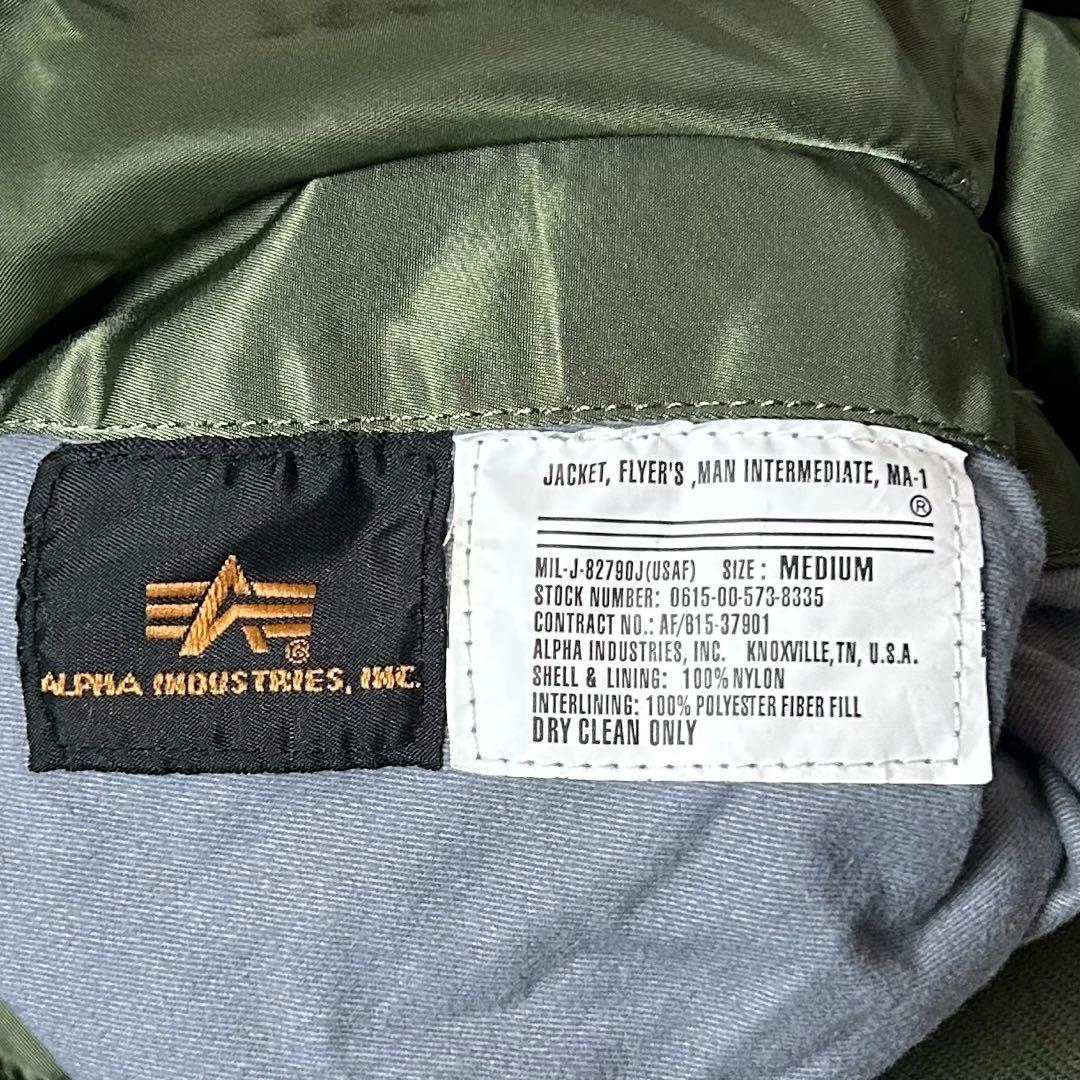 ALPHA INDUSTRIES, INC.
®
JACKET, FLYER'S ,MAN INTERMEDIATE, MA-1
®
MIL-J-82790J(USAF) SIZE: MEDIUM
STOCK NUMBER: 0615-00-573-8335
CONTRACT NO.: AF/B15-37901
ALPHA INDUSTRIES, INC. KNOXVILLE,TN, U.S.A.
SHELL & LINING: 100% NYLON
INTERLINING: 100% POLYESTER FIBER FILL
DRY CLEAN ONLY